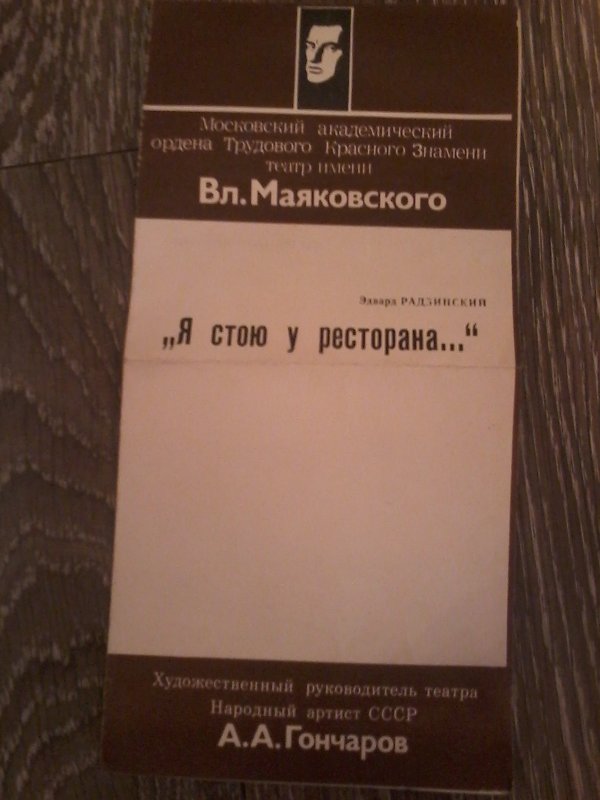 Московский академический
ордена Трудового Красного Знамени
театр имени
Вл.Маяковского
Эдвард РАДЗИНСКИЙ
„Я стою у ресторана..."
Художественный руководитель театра
Народный артист СССР
А.А.Гончаров